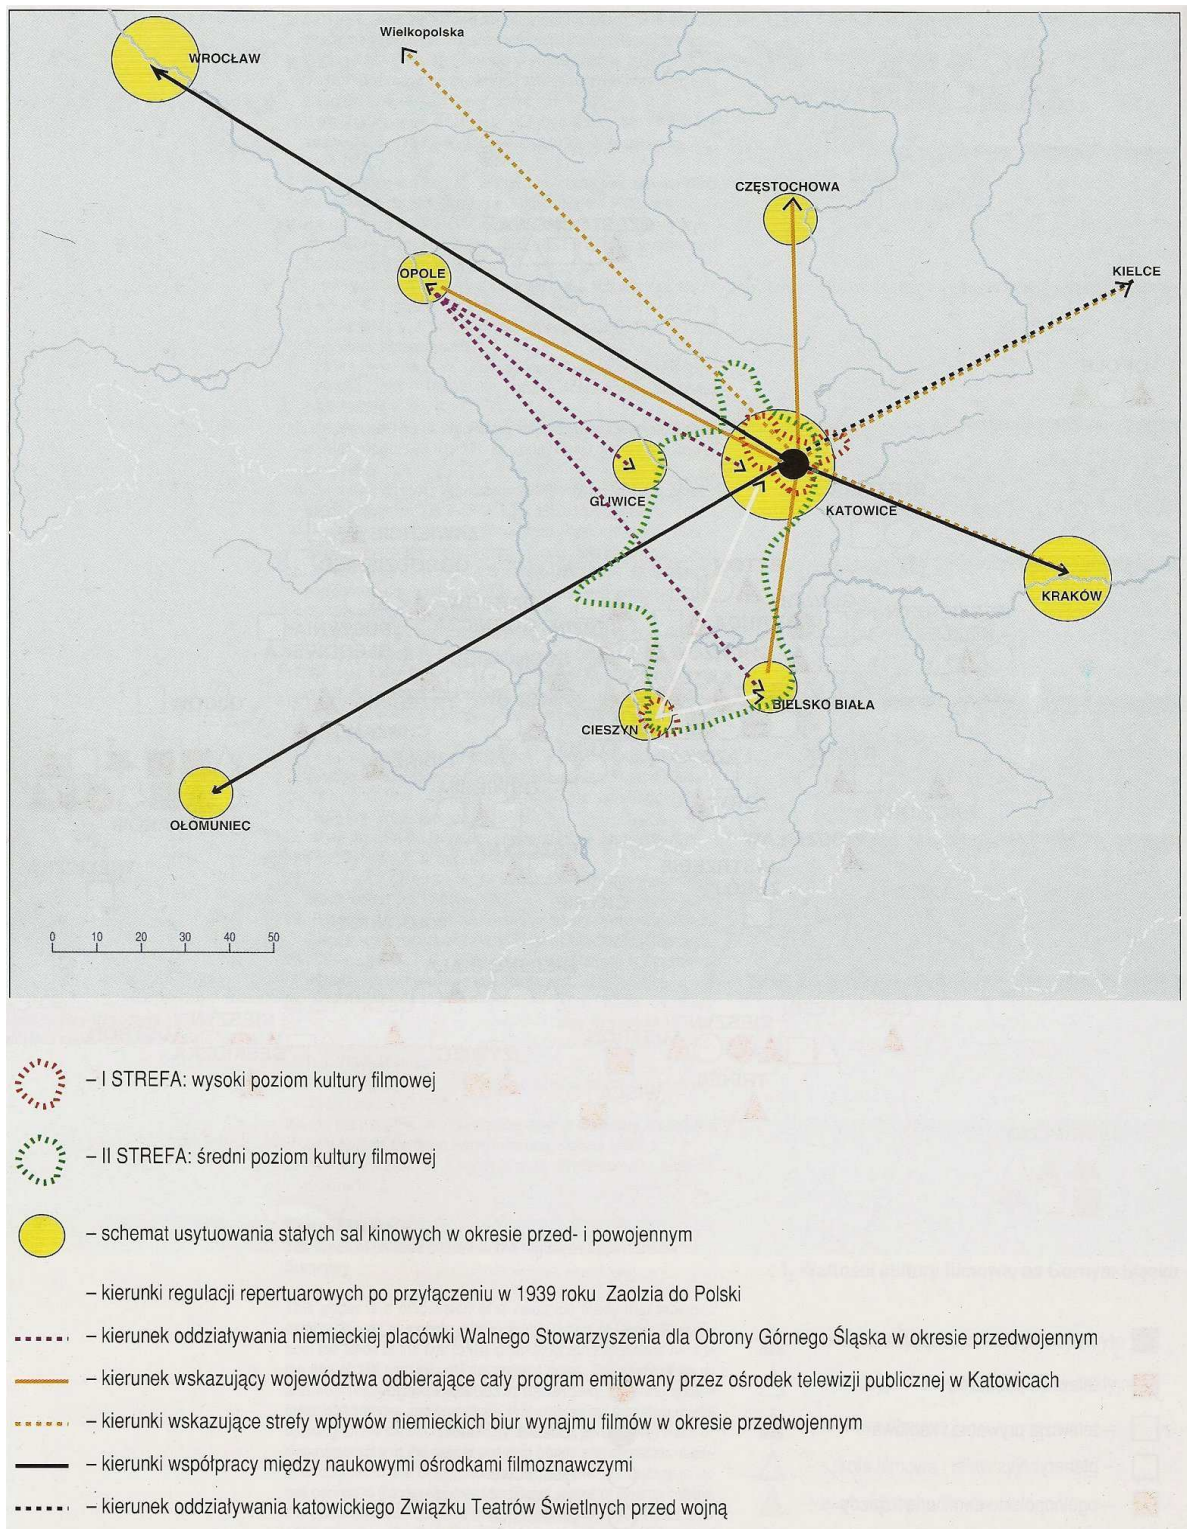 Wielkopolska
WROCŁAW
CZĘSTOCHOWA
OPOLE
KIELCE
GLIWICE
KATOWICE
KRAKÓW
BIELSKO BIAŁA
CIESZYN
OŁOMUNIEC
0 10 20 30 40 50
– I STREFA: wysoki poziom kultury filmowej
– II STREFA: średni poziom kultury filmowej
– schemat usytuowania stałych sal kinowych w okresie przed- i powojennym
– kierunki regulacji repertuarowych po przyłączeniu w 1939 roku Zaolzia do Polski
– kierunek oddziaływania niemieckiej placówki Walnego Stowarzyszenia dla Obrony Górnego Śląska w okresie przedwojennym
– kierunek wskazujący województwa odbierające cały program emitowany przez ośrodek telewizji publicznej w Katowicach
– kierunki wskazujące strefy wpływów niemieckich biur wynajmu filmów w okresie przedwojennym
– kierunki współpracy między naukowymi ośrodkami filmoznawczymi
– kierunek oddziaływania katowickiego Związku Teatrów Świetlnych przed wojną